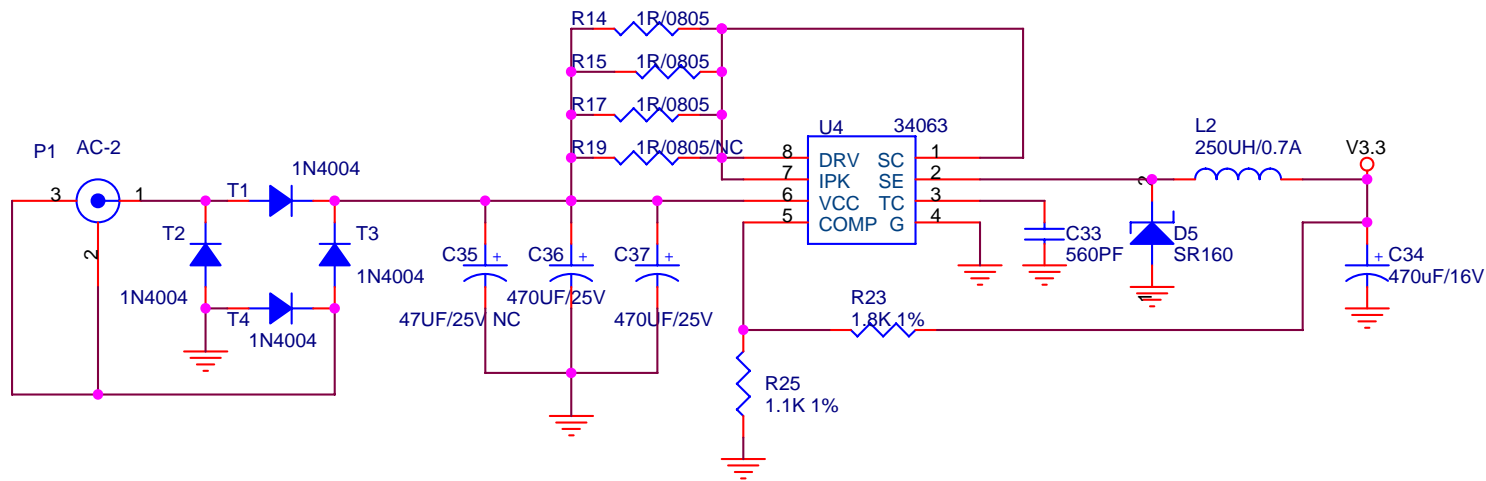 R14 1R/0805
R15 1R/0805
R17 1R/0805
R19 1R/0805/NC
U4 34063
L2
250UH/0.7A
V3.3
P1 AC-2
1N4004
8 DRV SC 1
7 IPK SE 2
6 VCC TC 3
5 COMP G 4
2
3 1
T1
T2 T3
2
C35 +
C36 +
C37 +
C33
560PF
D5
SR160
+ C34
470uF/16V
1N4004
1N4004
470UF/25V
47UF/25V NC
470UF/25V
1
T4
1N4004
R23
1.8K 1%
R25
1.1K 1%